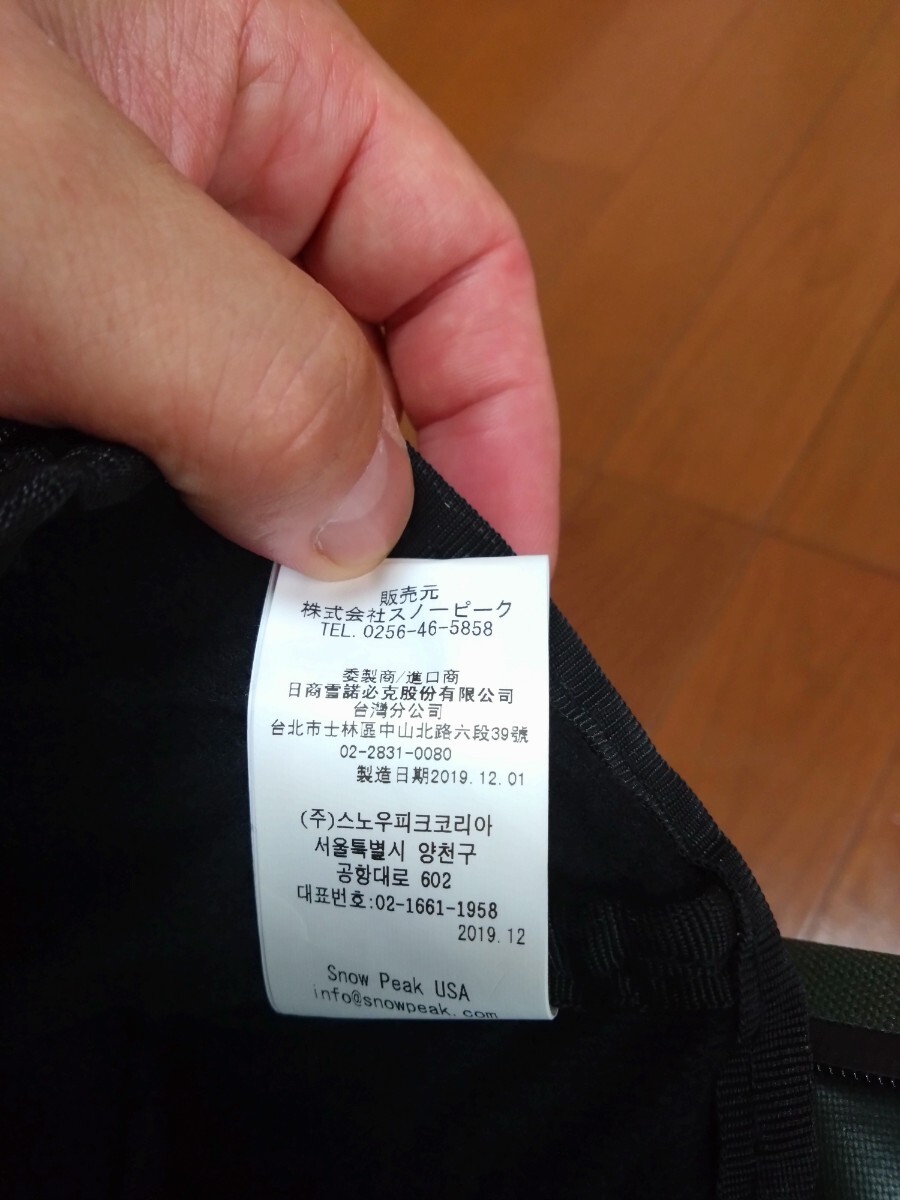 販売元
株式会社スノーピーク
TEL. 0256-46-5858
委製商/進口商
日商雪諾必克股份有限公司
台灣分公司
台北市士林區中山北路六段39號
02-2831-0080
製造日期2019.12.01
(주)스노우피크코리아
서울특별시 양천구
공항대로 602
대표번호:02-1661-1958
2019.12
Snow Peak USA
info@snowpeak.com